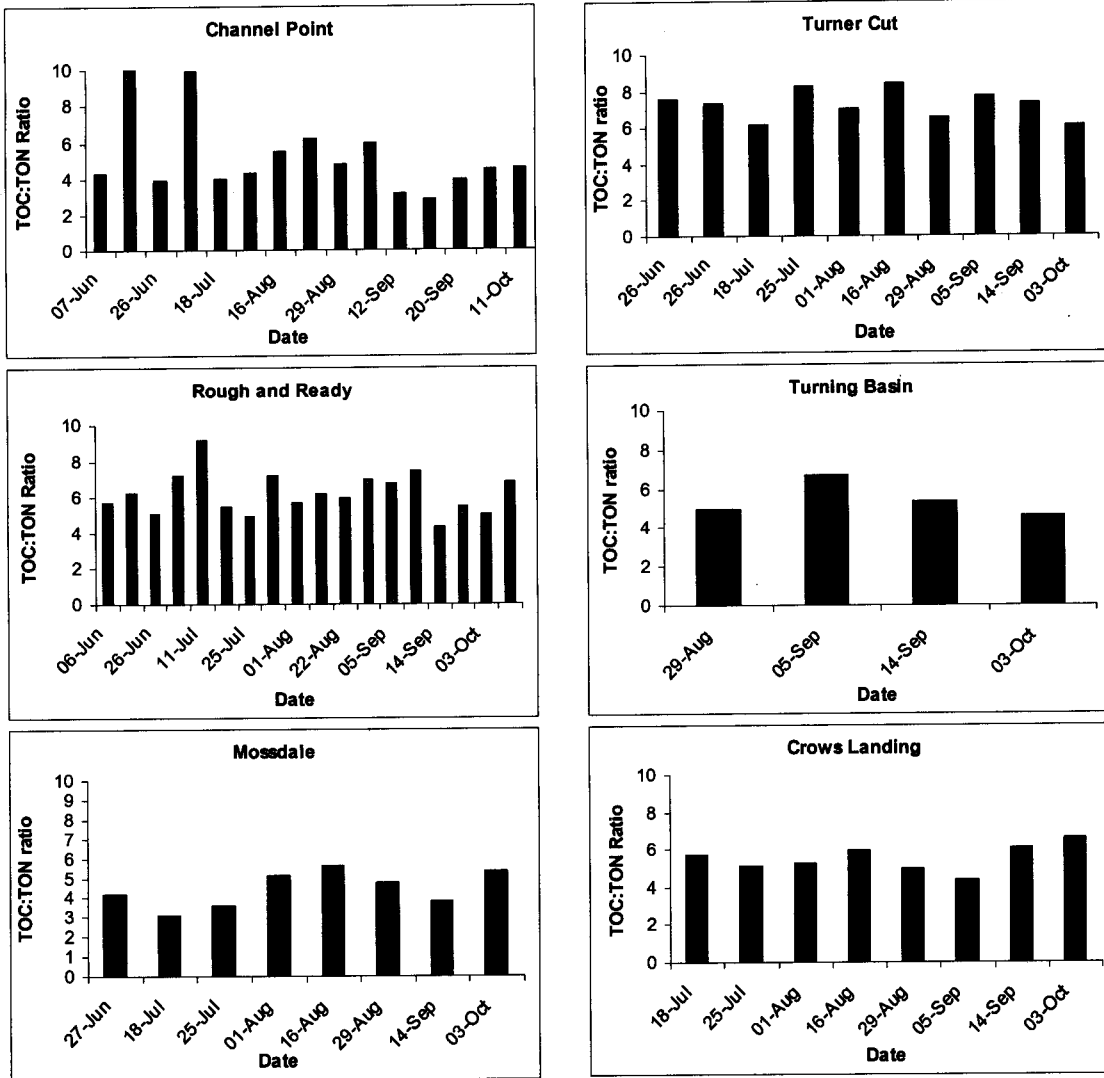 Channel Point
TOC:TON Ratio
10
8
6
4
2
0
07-Jun
26-Jun
18-Jul
16-Aug
29-Aug
12-Sep
20-Sep
11-Oct
Date
Turner Cut
TOC:TON ratio
10
8
6
4
2
0
26-Jun
26-Jun
18-Jul
25-Jul
01-Aug
16-Aug
29-Aug
05-Sep
14-Sep
03-Oct
Date
Rough and Ready
TOC:TON Ratio
10
8
6
4
2
0
06-Jun
26-Jun
11-Jul
25-Jul
01-Aug
22-Aug
05-Sep
14-Sep
03-Oct
Date
Turning Basin
TOC:TON ratio
10
8
6
4
2
0
29-Aug
05-Sep
14-Sep
03-Oct
Date
Mossdale
TOC:TON ratio
10
9
8
7
6
5
4
3
2
1
0
27-Jun
18-Jul
25-Jul
01-Aug
16-Aug
29-Aug
14-Sep
03-Oct
Date
Crows Landing
TOC:TON Ratio
10
8
6
4
2
0
18-Jul
25-Jul
01-Aug
16-Aug
29-Aug
05-Sep
14-Sep
03-Oct
Date